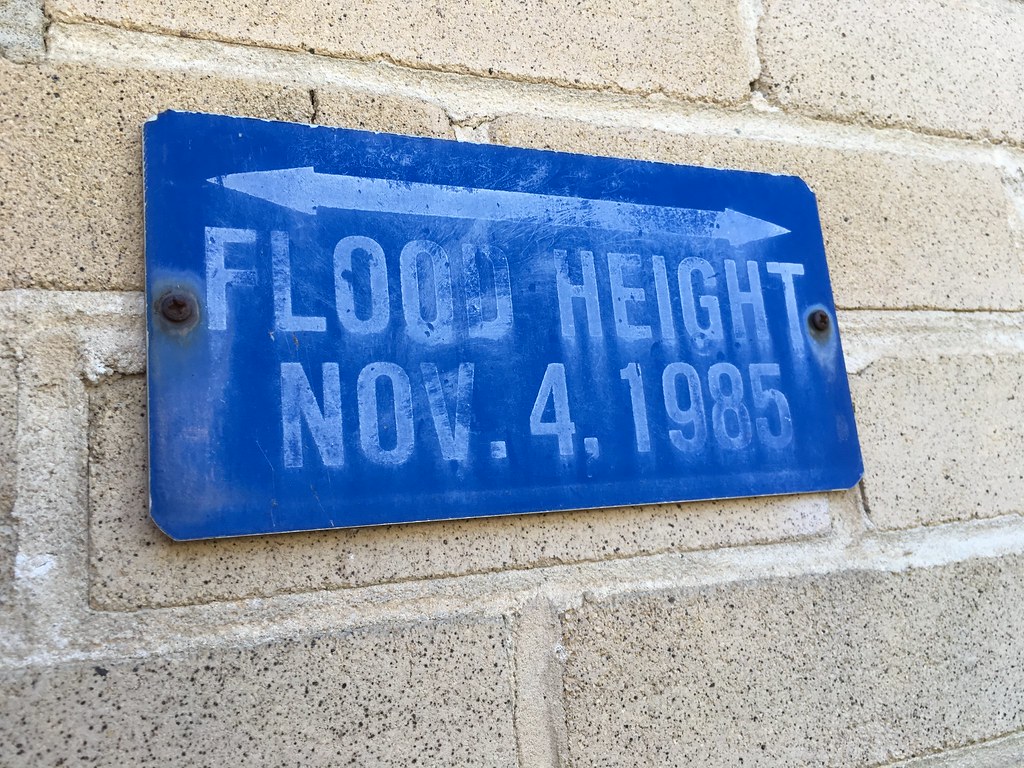 FLOOD HEIGHT
NOV. 4. 1985